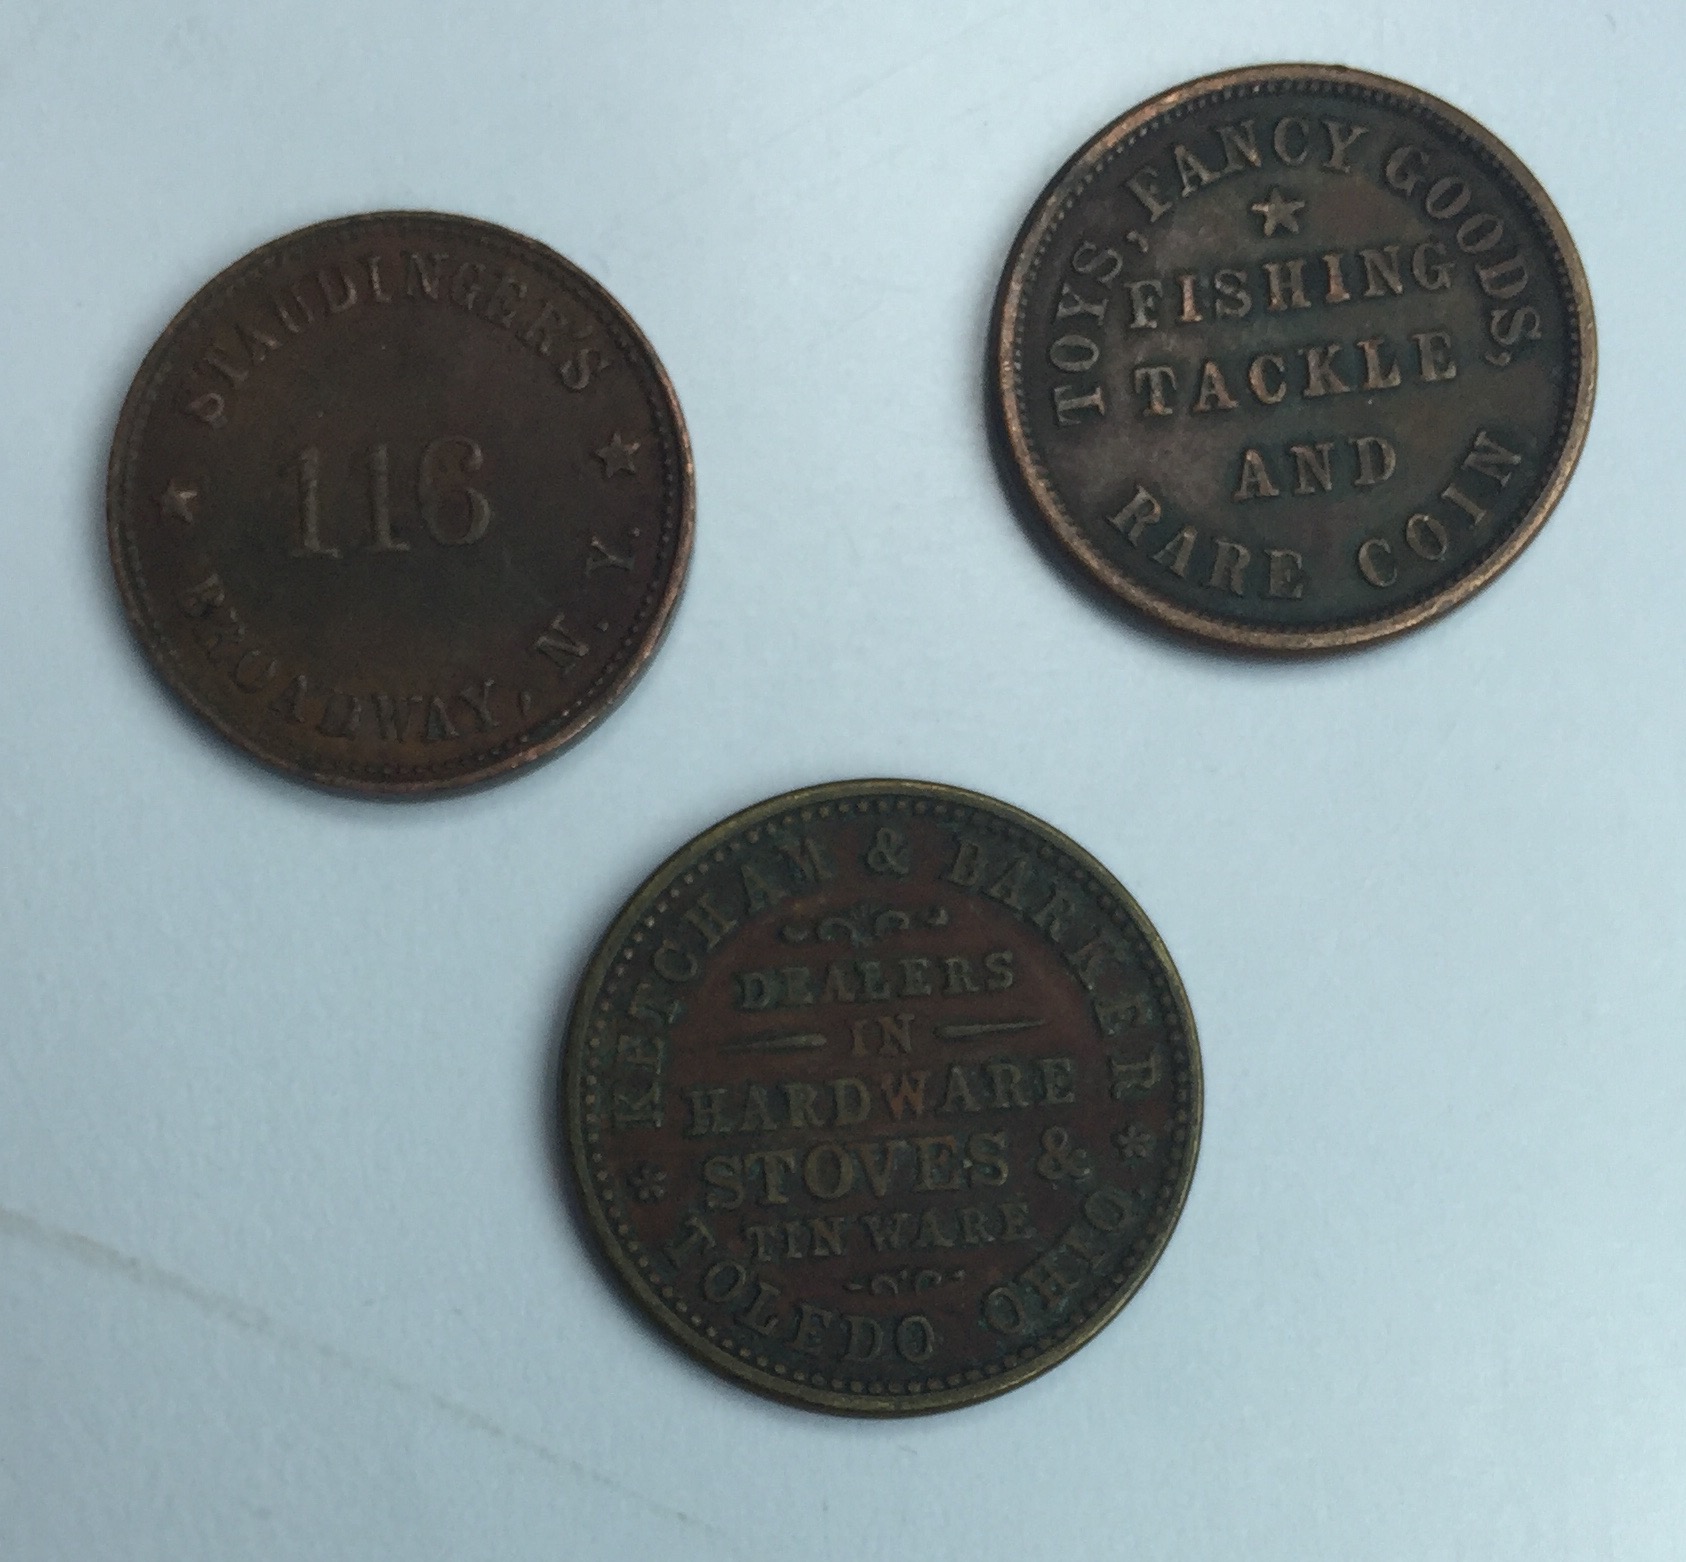 STAUDINGER'S
116
BROADWAY, N. Y.
TOYS, FANCY GOODS,
FISHING
TACKLE
AND
RARE COIN
KETCHAM & BARKER
DEALERS
IN
HARDWARE
STOVES &
TIN WARE
TOLEDO OHIO